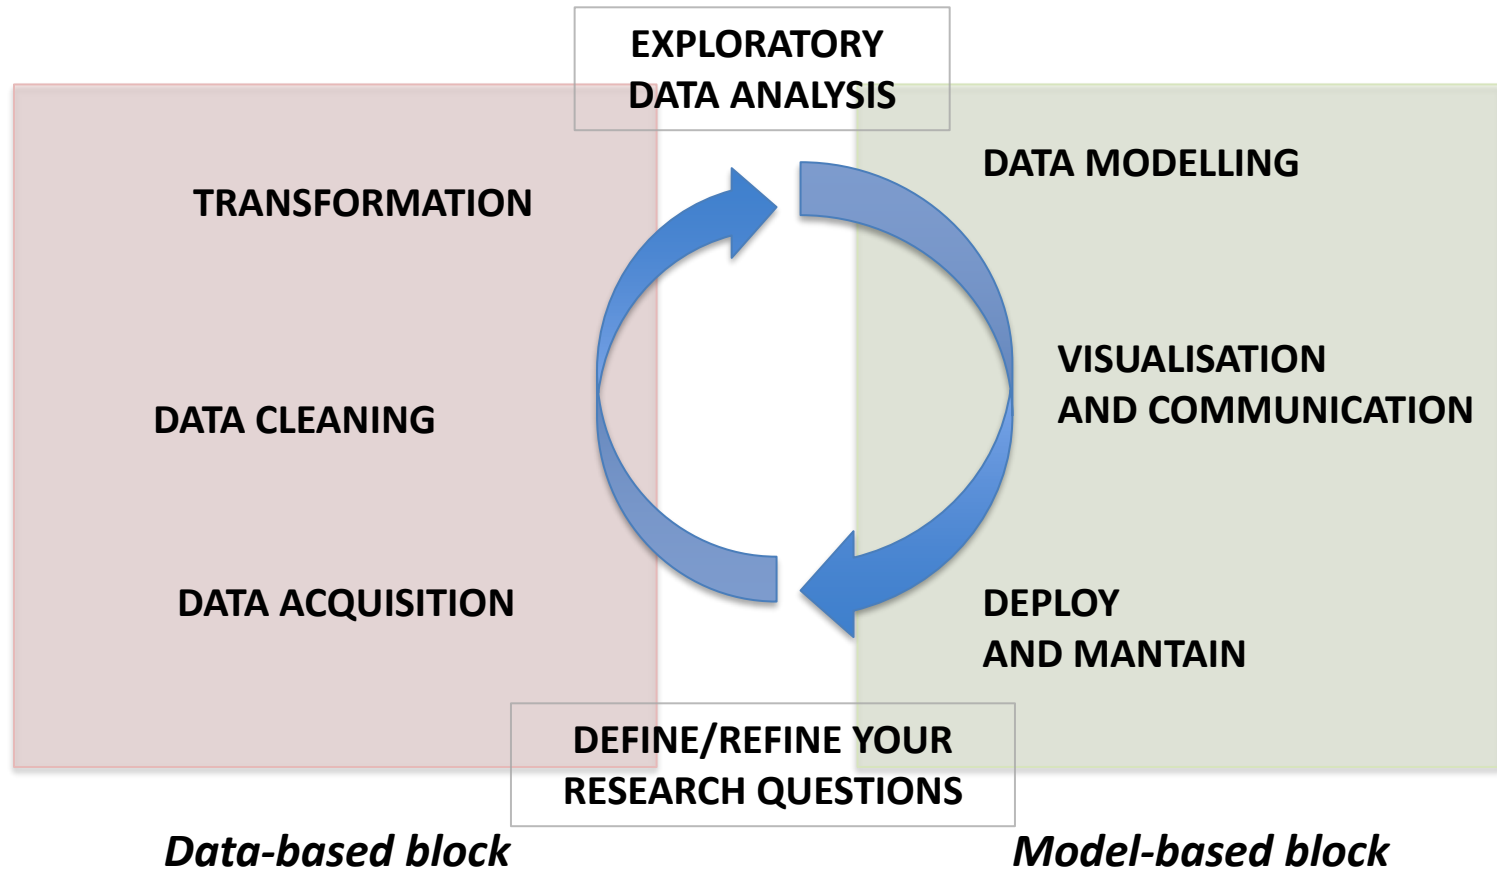 EXPLORATORY
DATA ANALYSIS
TRANSFORMATION
DATA CLEANING
DATA ACQUISITION
DATA MODELLING
VISUALISATION
AND COMMUNICATION
DEPLOY
AND MANTAIN
DEFINE/REFINE YOUR
RESEARCH QUESTIONS
Data-based block
Model-based block